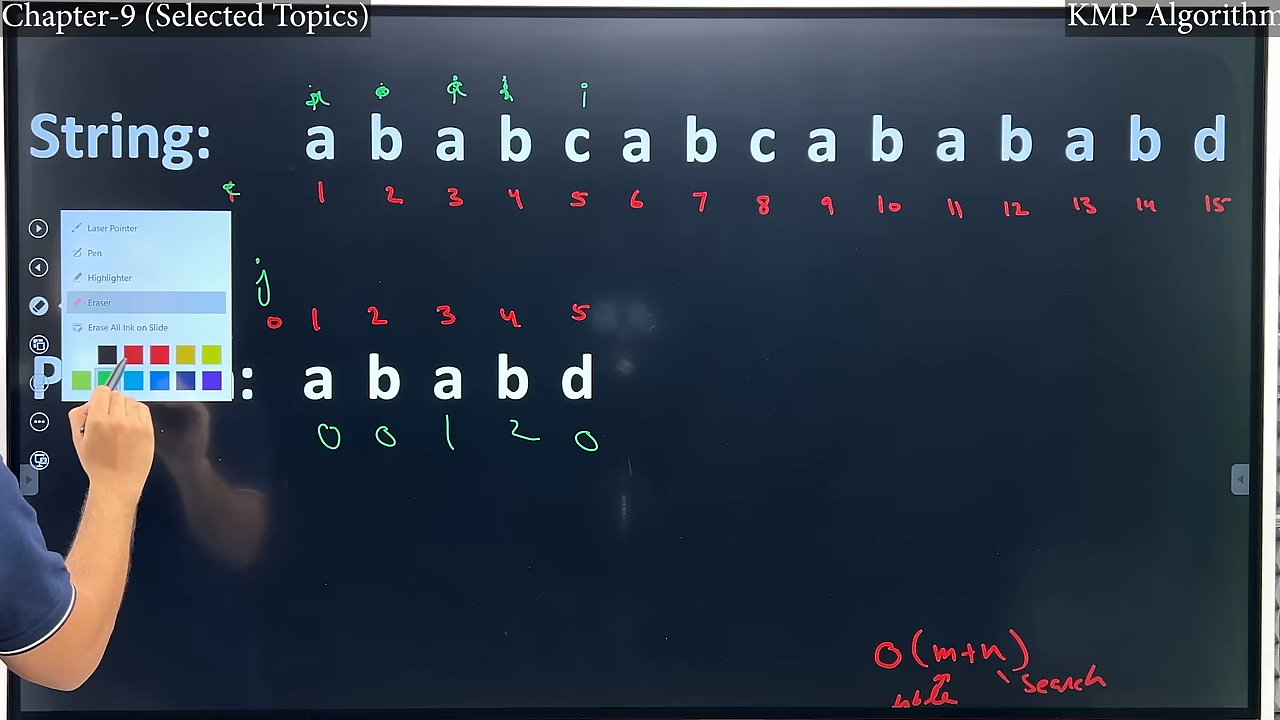 Chapter-9 (Selected Topics)
KMP Algorithm
i
String: a b a b c a b c a b a b a b d
1 2 3 4 5 6 7 8 9 10 11 12 13 14 15
Laser Pointer
Pen
Highlighter
Eraser
Erase All Ink on Slide
j
0 1 2 3 4 5
P : a b a b d
0 0 1 2 0
O(m+n)
table search